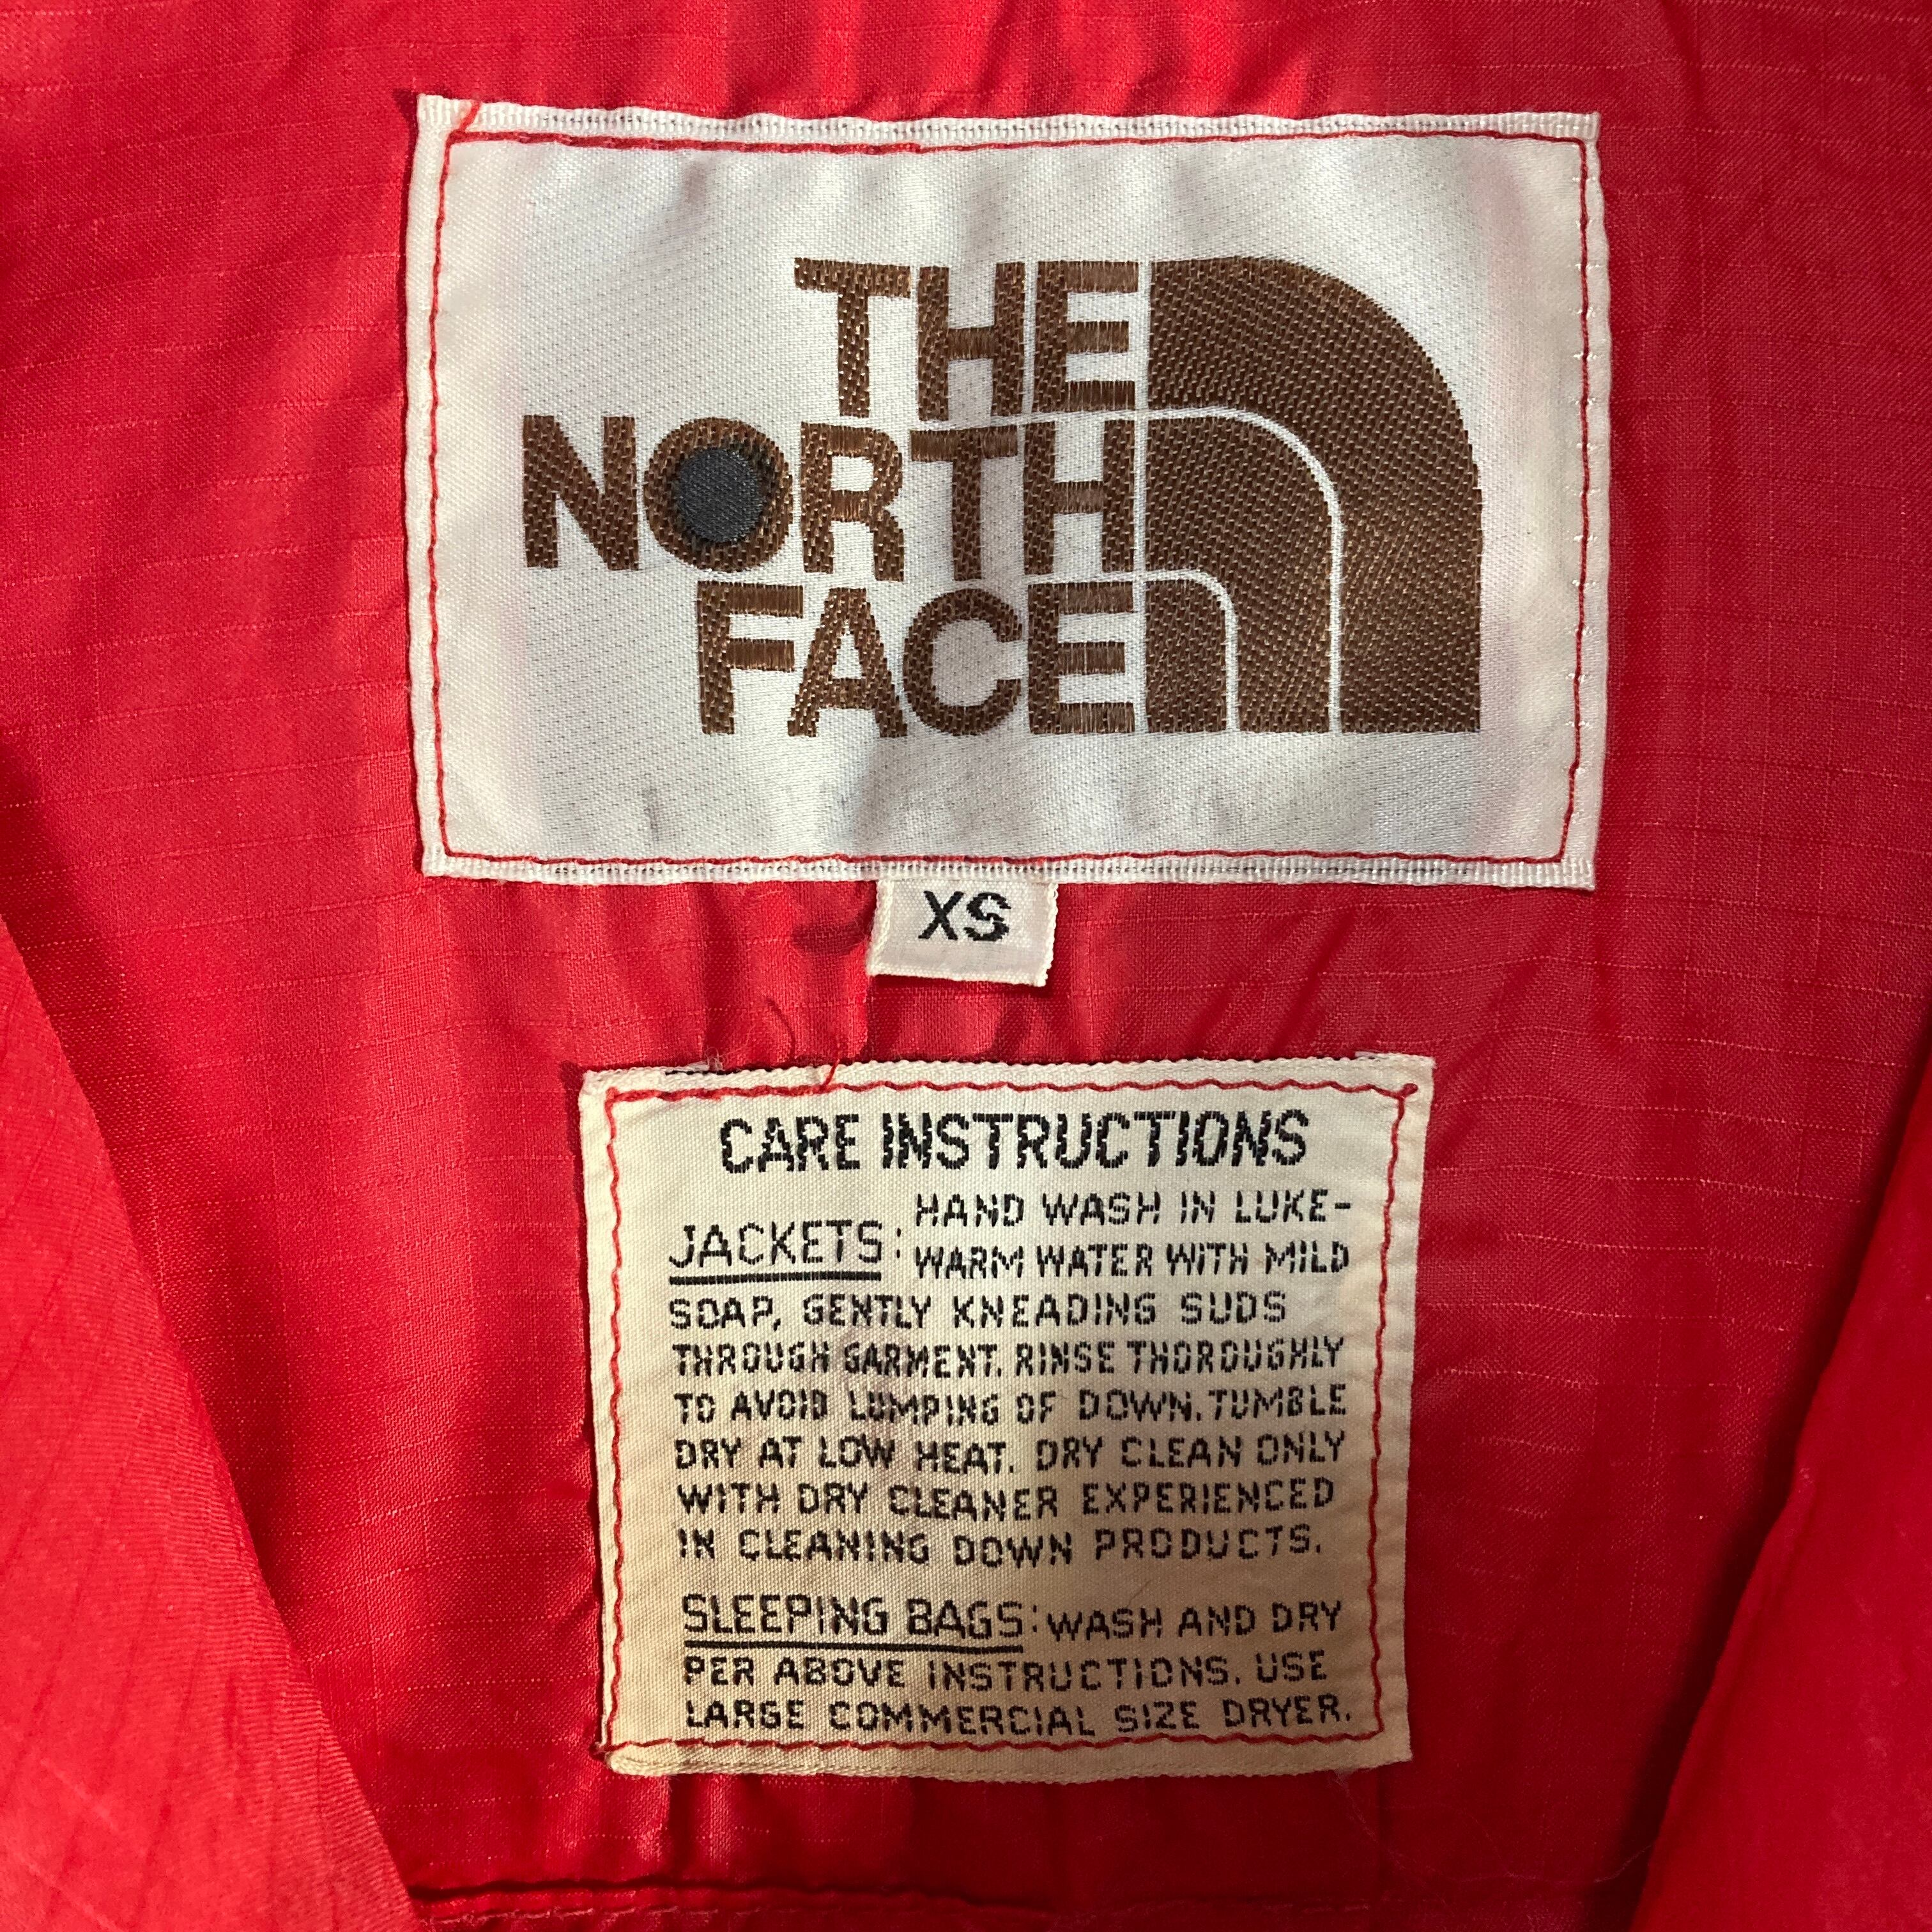 THE
NORTH
FACE
XS
CARE INSTRUCTIONS
JACKETS: HAND WASH IN LUKE-
WARM WATER WITH MILD
SOAP, GENTLY KNEADING SUDS
THROUGH GARMENT. RINSE THOROUGHLY
TO AVOID LUMPING OF DOWN. TUMBLE
DRY AT LOW HEAT. DRY CLEAN ONLY
WITH DRY CLEANER EXPERIENCED
IN CLEANING DOWN PRODUCTS.
SLEEPING BAGS: WASH AND DRY
PER ABOVE INSTRUCTIONS. USE
LARGE COMMERCIAL SIZE DRYER.